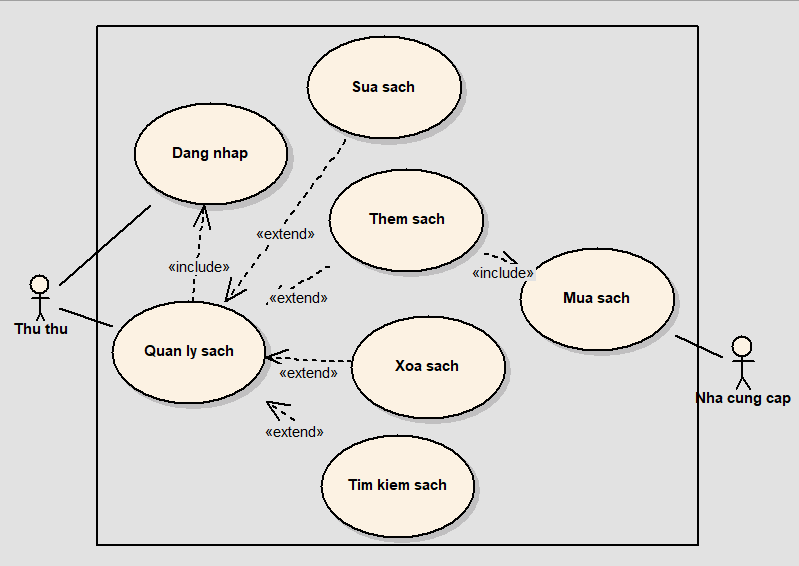 Sua sach
Dang nhap
Them sach
«extend»
«include»
«include»
«extend»
Mua sach
Thu thu
Quan ly sach
Xoa sach
«extend»
Nha cung cap
«extend»
Tim kiem sach